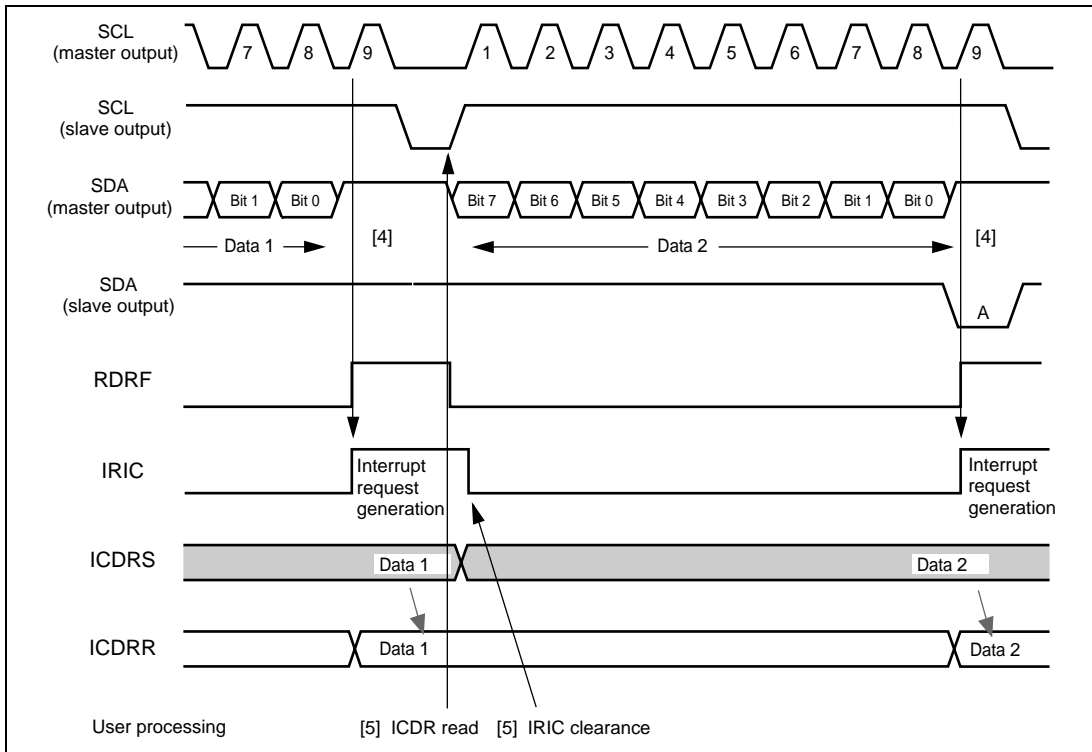 SCL
(master output)
7 8 9 1 2 3 4 5 6 7 8 9
SCL
(slave output)
SDA
(master output)
Bit 1 Bit 0 Bit 7 Bit 6 Bit 5 Bit 4 Bit 3 Bit 2 Bit 1 Bit 0
Data 1 [4] Data 2 [4]
SDA
(slave output)
A
RDRF
IRIC
Interrupt
request
generation
Interrupt
request
generation
ICDRS
Data 1 Data 2
ICDRR
Data 1 Data 2
User processing [5] ICDR read [5] IRIC clearance